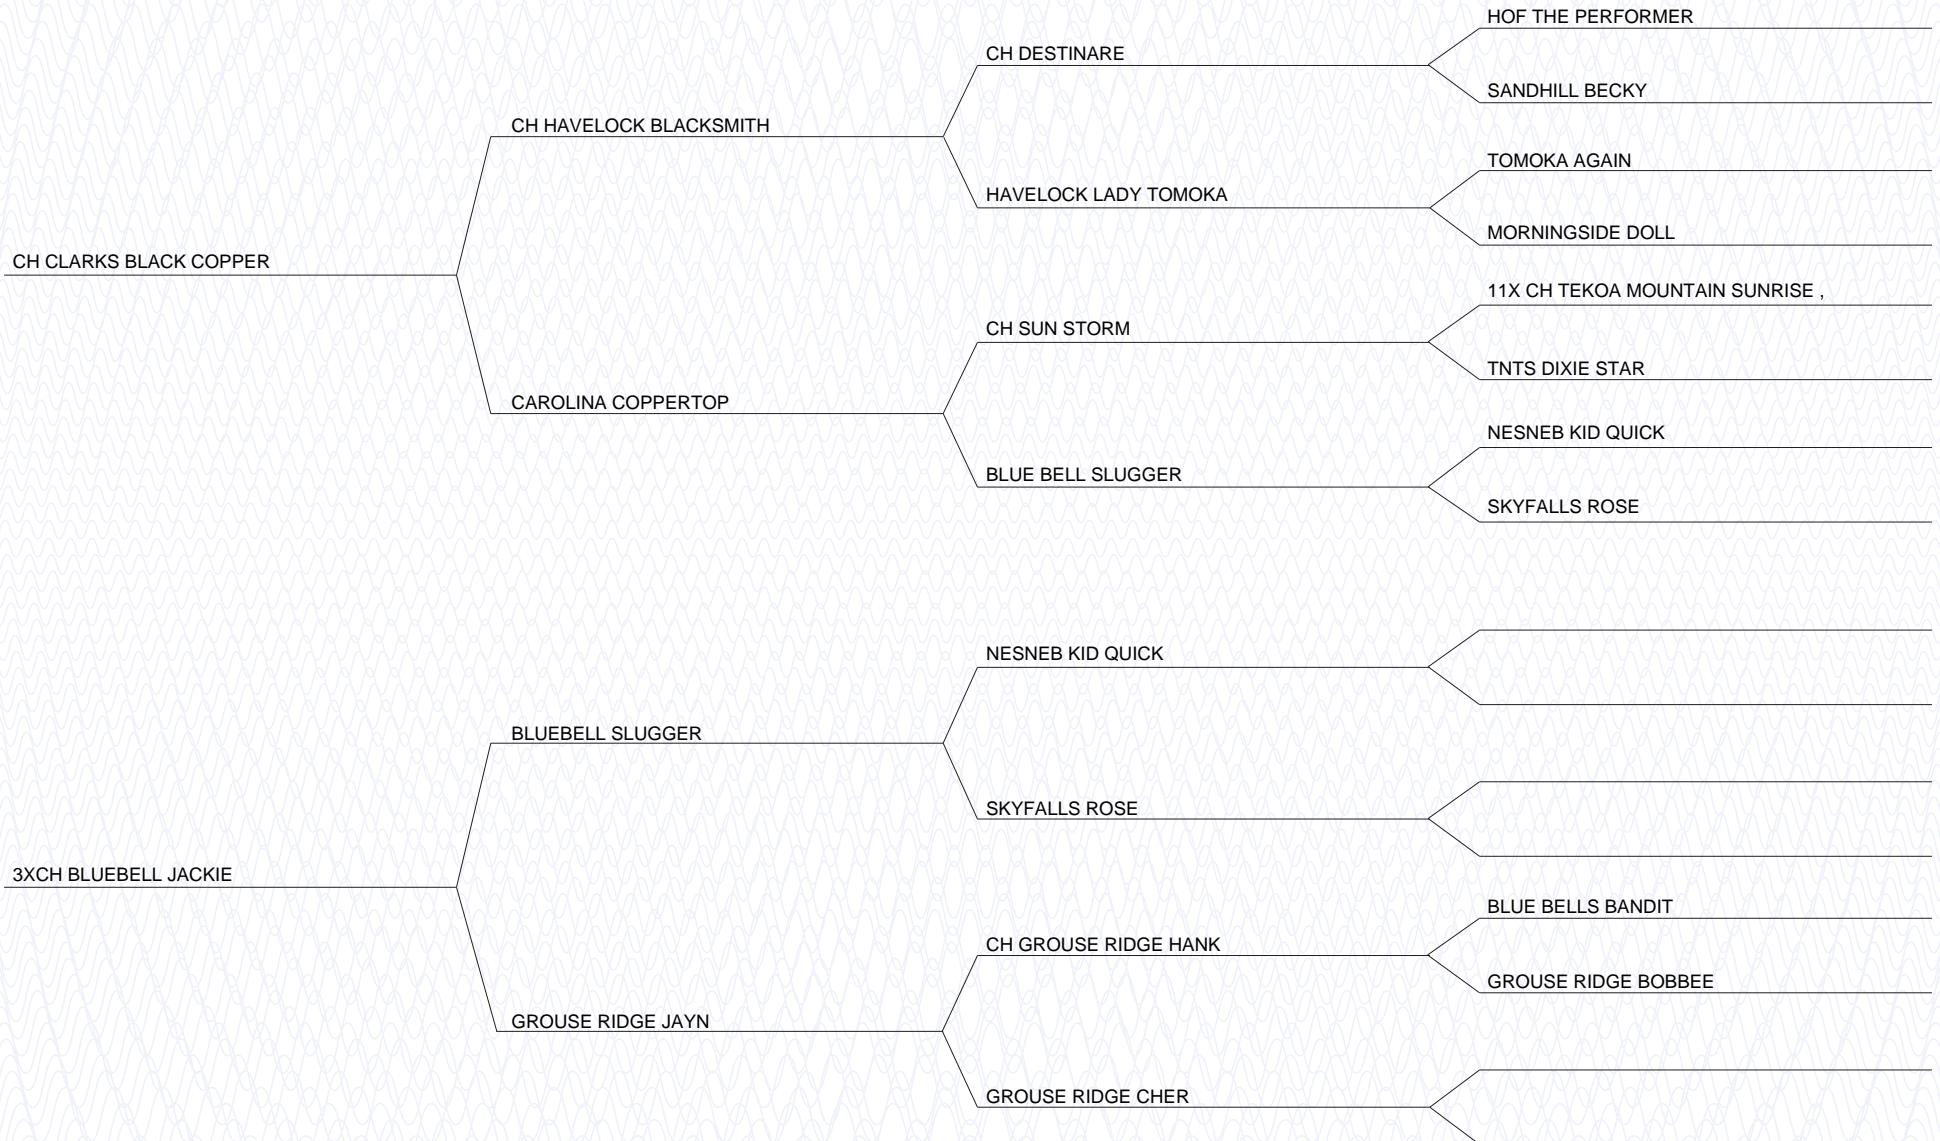 HOF THE PERFORMER
CH DESTINARE
SANDHILL BECKY
CH HAVELOCK BLACKSMITH
TOMOKA AGAIN
HAVELOCK LADY TOMOKA
MORNINGSIDE DOLL
CH CLARKS BLACK COPPER
11X CH TEKOA MOUNTAIN SUNRISE ,
CH SUN STORM
TNTS DIXIE STAR
CAROLINA COPPERTOP
NESNEB KID QUICK
BLUE BELL SLUGGER
SKYFALLS ROSE
NESNEB KID QUICK
BLUEBELL SLUGGER
SKYFALLS ROSE
3XCH BLUEBELL JACKIE
BLUE BELLS BANDIT
CH GROUSE RIDGE HANK
GROUSE RIDGE BOBBEE
GROUSE RIDGE JAYN
GROUSE RIDGE CHER